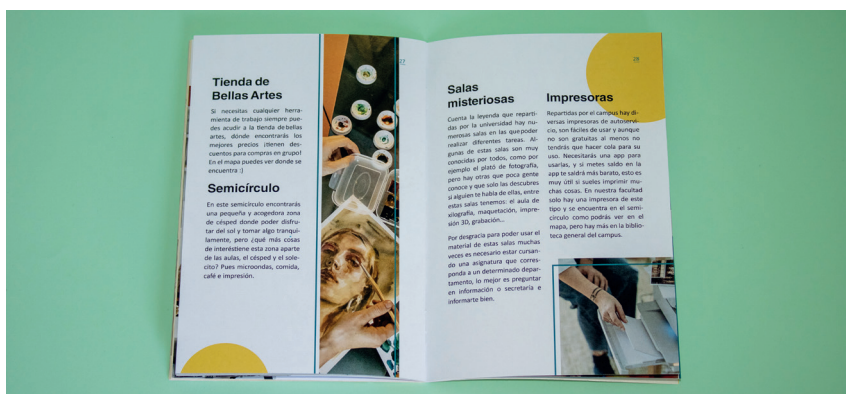 Tienda de
Bellas Artes
Si necesitas cualquier herra-
mienta de trabajo siempre pue-
des acudir a la tienda de bellas
artes, dónde encontrarás los
mejores precios ¡tienen des-
cuentos para compras en grupo!
En el mapa puedes ver donde se
encuentra :)
Semicírculo
En este semicírculo encontrarás
una pequeña y acogedora zona
de césped donde poder disfru-
tar del sol y tomar algo tranqui-
lamente, pero ¿qué más cosas
de interés tiene esta zona aparte
de las aulas, el césped y el sole-
cito? Pues microondas, comida,
café e impresión.
Salas
misteriosas
Cuenta la leyenda que reparti-
das por la universidad hay nu-
merosas salas en las que poder
realizar diferentes tareas. Al-
gunas de estas salas son muy
conocidas por todos, como por
ejemplo el plató de fotografía,
pero hay otras que poca gente
conoce y que solo las descubres
si alguien te habla de ellas, entre
estas salas tenemos: el aula de
xilografía, maquetación, impre-
sión 3D, grabación...
Por desgracia para poder usar el
material de estas salas muchas
veces es necesario estar cursan-
do una asignatura que corres-
ponda a un determinado depar-
tamento, lo mejor es preguntar
en información o secretaría e
informarte bien.
Impresoras
Repartidas por el campus hay di-
versas impresoras de autoservi-
cio, son fáciles de usar y aunque
no son gratuitas al menos no
tendrás que hacer cola para su
uso. Necesitarás una app para
usarlas, y si metes saldo en la
app te saldrá más barato, esto es
muy útil si sueles imprimir mu-
chas cosas. En nuestra facultad
solo hay una impresora de este
tipo y se encuentra en el semi-
círculo como podrás ver en el
mapa, pero hay más en la biblio-
teca general del campus.